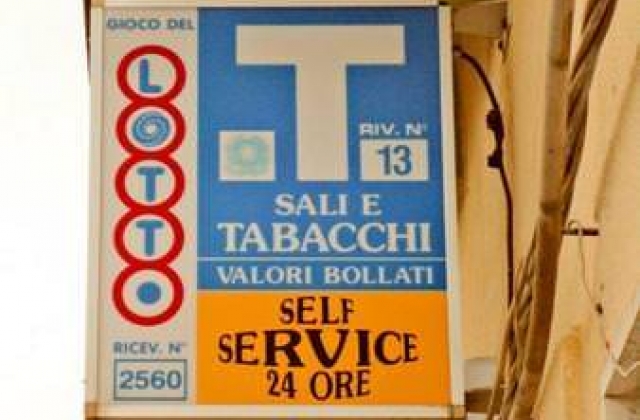 GIOCO DEL
LOTTO
RICEV. N°
2560
T
RIV. N°
13
SALI E
TABACCHI
VALORI BOLLATI
SELF
SERVICE
24 ORE